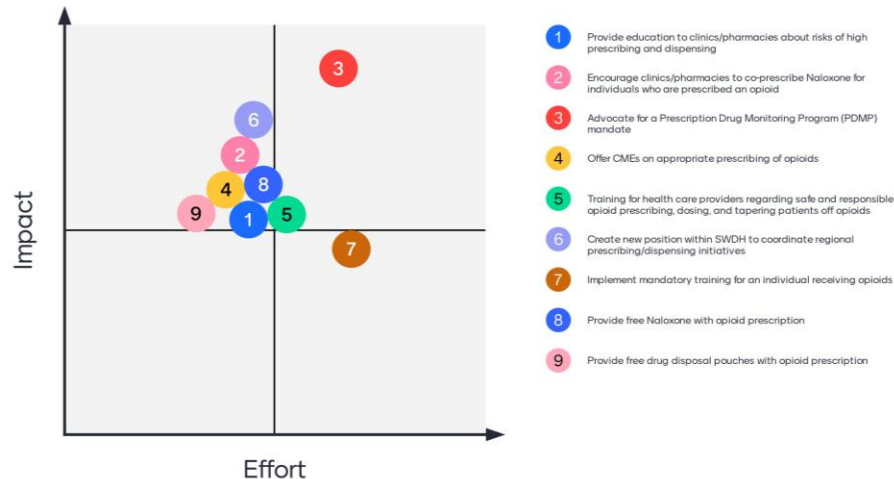 3
6
2
8
4
9
1
5
7
Impact
Effort
1 Provide education to clinics/pharmacies about risks of high
prescribing and dispensing
2 Encourage clinics/pharmacies to co-prescribe Naloxone for
individuals who are prescribed an opioid
3 Advocate for a Prescription Drug Monitoring Program (PDMP)
mandate
4 Offer CMEs on appropriate prescribing of opioids
5 Training for health care providers regarding safe and responsible
opioid prescribing, dosing, and tapering patients off opioids
6 Create new position within SWDH to coordinate regional
prescribing/dispensing initiatives
7 Implement mandatory training for an individual receiving opioids
8 Provide free Naloxone with opioid prescription
9 Provide free drug disposal pouches with opioid prescription